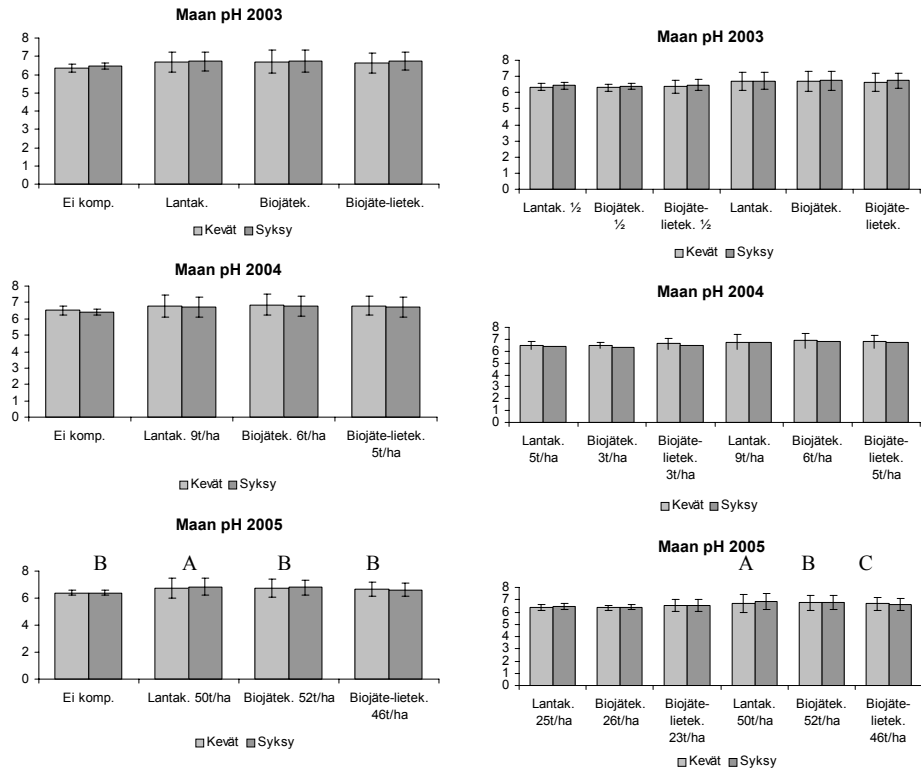 Maan pH 2003
8
7
6
5
4
3
2
1
0
Ei komp. Lantak. Biojätek. Biojäte-lietek.
Kevät Syksy
Maan pH 2004
8
7
6
5
4
3
2
1
0
Ei komp. Lantak. 9t/ha Biojätek. 6t/ha Biojäte-lietek.
5t/ha
Kevät Syksy
Maan pH 2005
B A B B
8
7
6
5
4
3
2
1
0
Ei komp. Lantak. 50t/ha Biojätek. 52t/ha Biojäte-lietek.
46t/ha
Kevät Syksy
Maan pH 2003
8
7
6
5
4
3
2
1
0
Lantak. ½ Biojätek. Biojäte- Lantak. Biojätek. Biojäte-
½ lietek. ½ lietek.
Kevät Syksy
Maan pH 2004
8
7
6
5
4
3
2
1
0
Lantak. Biojätek. Biojäte- Lantak. Biojätek. Biojäte-
5t/ha 3t/ha lietek. 9t/ha 6t/ha lietek.
3t/ha 5t/ha
Kevät Syksy
Maan pH 2005
A B C
8
7
6
5
4
3
2
1
0
Lantak. Biojätek. Biojäte- Lantak. Biojätek. Biojäte-
25t/ha 26t/ha lietek. 50t/ha 52t/ha lietek.
23t/ha 46t/ha
Kevät Syksy